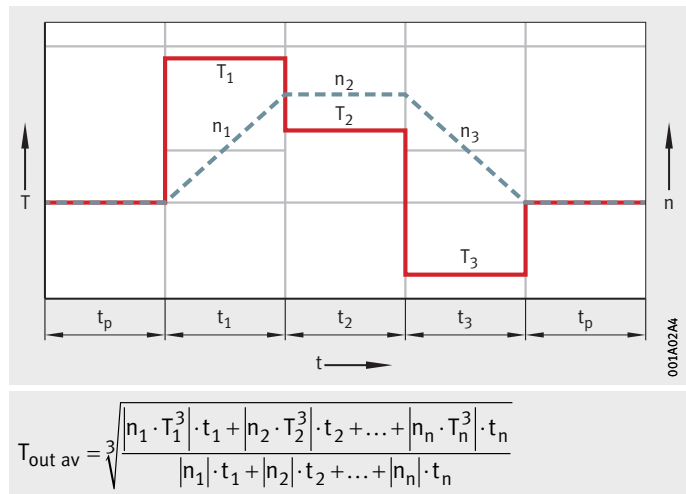 T₁
n₂
T₂
n₁
n₃
T
n
T₃
tₚ t₁ t₂ t₃ tₚ
t
001A02A4
T_out av = ∛((|n₁ · T₁³| · t₁ + |n₂ · T₂³| · t₂ + ... + |nₙ · Tₙ³| · tₙ) / (|n₁| · t₁ + |n₂| · t₂ + ... + |nₙ| · tₙ))